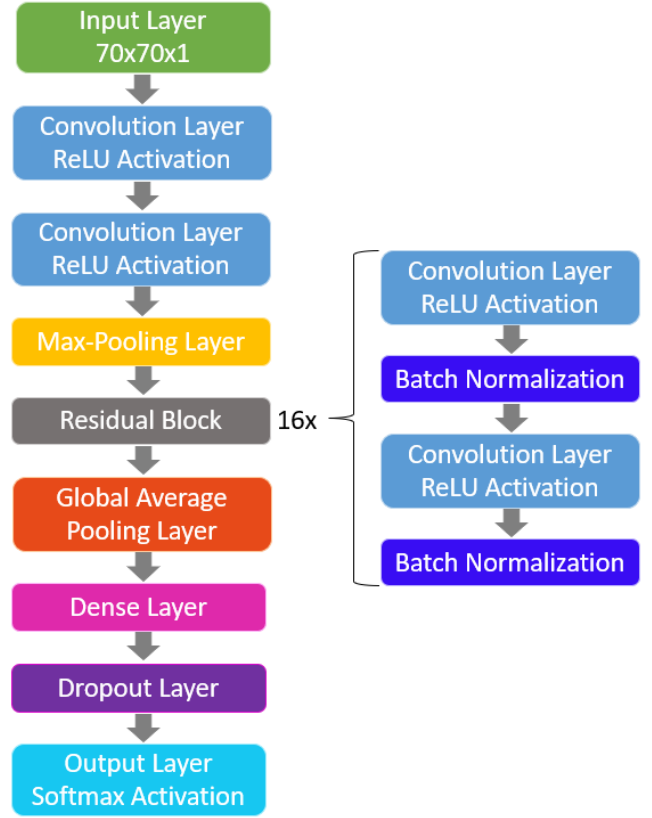 Input Layer
70x70x1
Convolution Layer
ReLU Activation
Convolution Layer
ReLU Activation
Max-Pooling Layer
Residual Block
16x
Global Average
Pooling Layer
Dense Layer
Dropout Layer
Output Layer
Softmax Activation
Convolution Layer
ReLU Activation
Batch Normalization
Convolution Layer
ReLU Activation
Batch Normalization